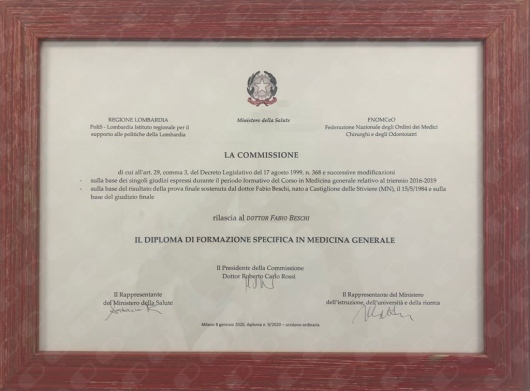 REGIONE LOMBARDIA
PoliS - Lombardia Istituto regionale per il
supporto alle politiche della Lombardia
Ministero della Salute
FNOMCeO
Federazione Nazionale degli Ordini dei Medici
Chirurghi e degli Odontoiatri
LA COMMISSIONE
di cui all'art. 29, comma 3, del Decreto Legislativo del 17 agosto 1999, n. 368 e successive modificazioni
- sulla base dei singoli giudizi espressi durante il periodo formativo del Corso in Medicina generale relativo al triennio 2016-2019
- sulla base del risultato della prova finale sostenuta dal dottor Fabio Beschi, nato a Castiglione delle Stiviere (MN), il 15/5/1984 e sulla
base del giudizio finale
rilascia al DOTTOR FABIO BESCHI
IL DIPLOMA DI FORMAZIONE SPECIFICA IN MEDICINA GENERALE
Il Presidente della Commissione
Dottor Roberto Carlo Rossi
Il Rappresentante
del Ministero della Salute
Il Rappresentante del Ministero
dell'istruzione, dell'università e della ricerca
Milano 8 gennaio 2020, diploma n. 9/2020 – sessione ordinaria